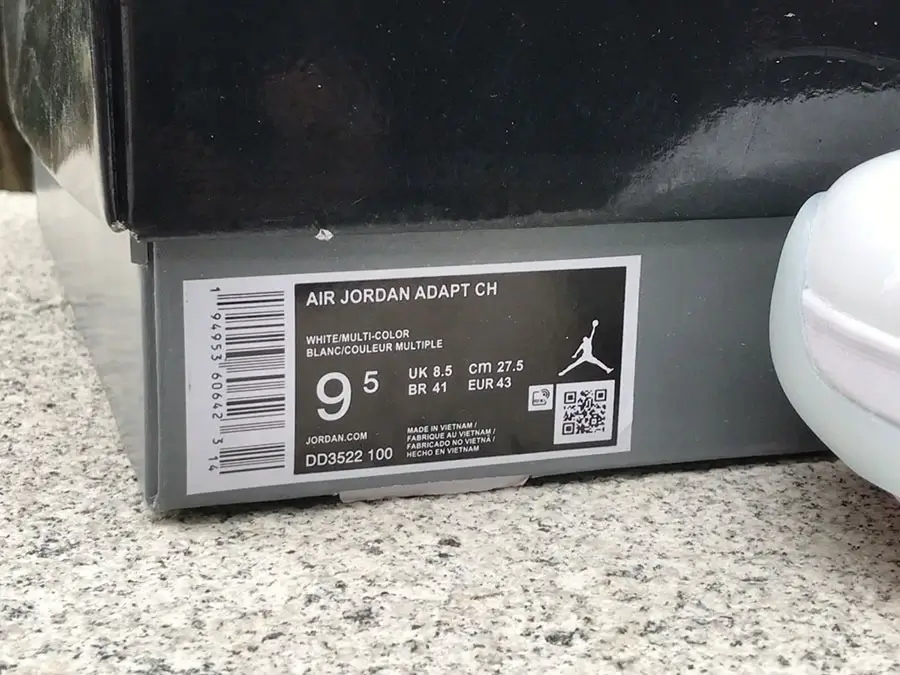 AIR JORDAN ADAPT CH
WHITE/MULTI-COLOR
BLANC/COULEUR MULTIPLE
9 5
UK 8.5 cm 27.5
BR 41 EUR 43
JORDAN.COM
DD3522 100
MADE IN VIETNAM /
FABRIQUE AU VIETNAM /
FABRICADO NO VIETNA /
HECHO EN VIETNAM
1 94953 60642 3 14